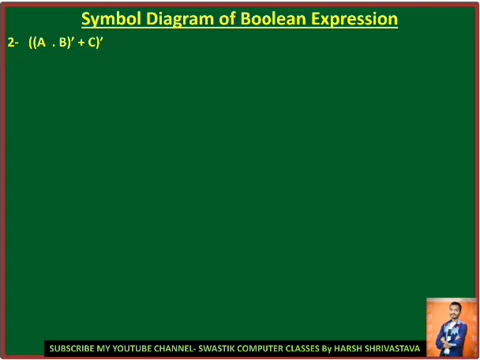 Symbol Diagram of Boolean Expression
2- ((A . B)’ + C)’
SUBSCRIBE MY YOUTUBE CHANNEL- SWASTIK COMPUTER CLASSES By HARSH SHRIVASTAVA